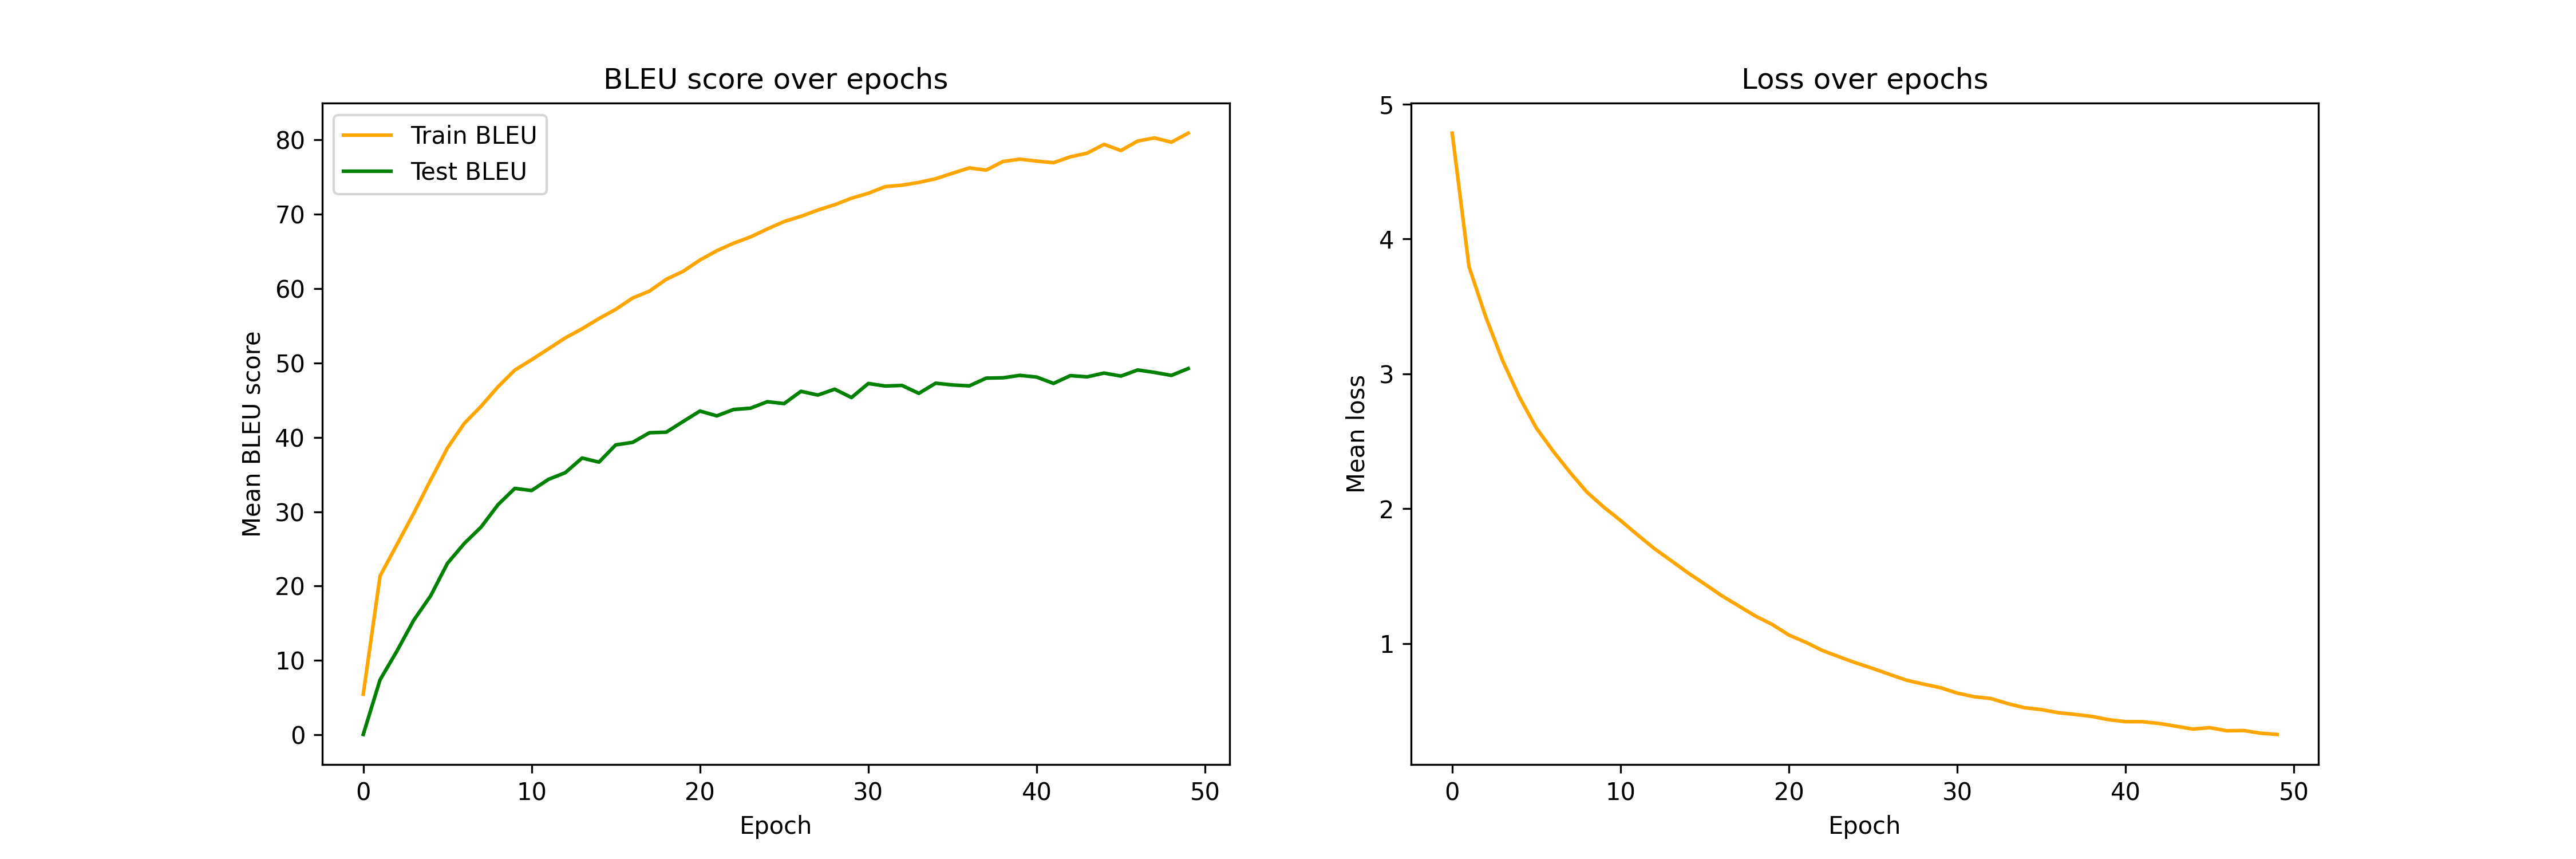 BLEU score over epochs
Train BLEU
Test BLEU
80
70
60
50
40
30
20
10
0
Mean BLEU score
0 10 20 30 40 50
Epoch
Loss over epochs
5
4
3
2
1
Mean loss
0 10 20 30 40 50
Epoch